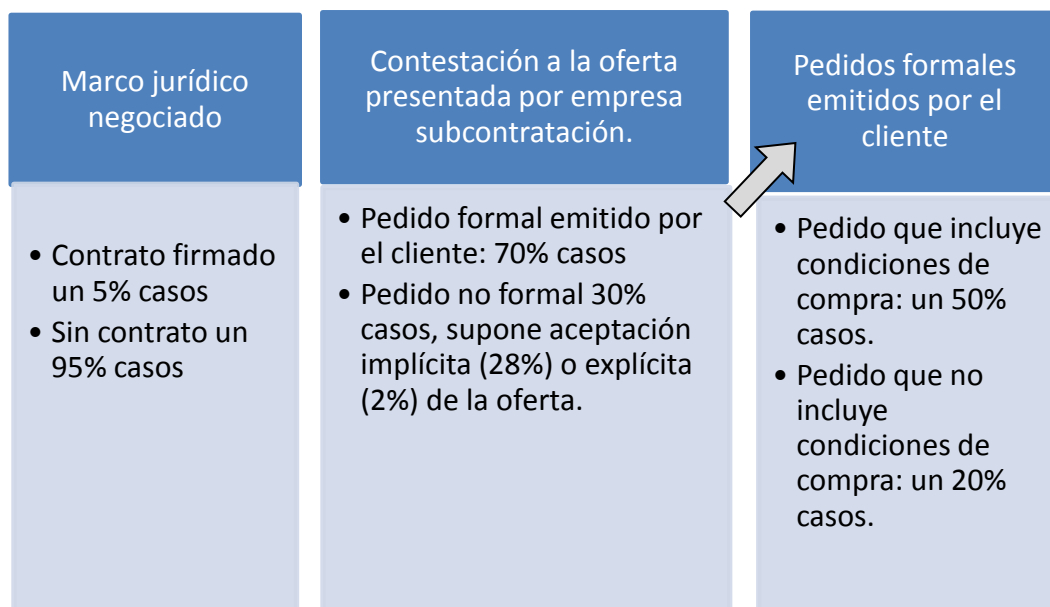 Marco jurídico
negociado
• Contrato firmado
un 5% casos
• Sin contrato un
95% casos
Contestación a la oferta
presentada por empresa
subcontratación.
• Pedido formal emitido por
el cliente: 70% casos
• Pedido no formal 30%
casos, supone aceptación
implícita (28%) o explícita
(2%) de la oferta.
Pedidos formales
emitidos por el
cliente
• Pedido que incluye
condiciones de
compra: un 50%
casos.
• Pedido que no
incluye
condiciones de
compra: un 20%
casos.